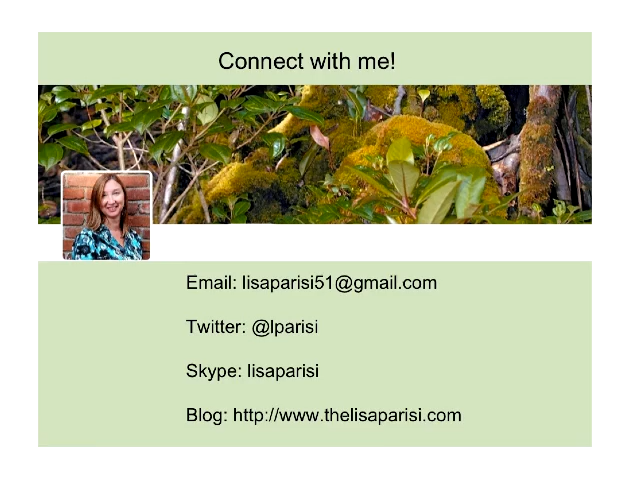 Connect with me!
Email: lisaparisi51@gmail.com
Twitter: @lparisi
Skype: lisaparisi
Blog: http://www.thelisaparisi.com